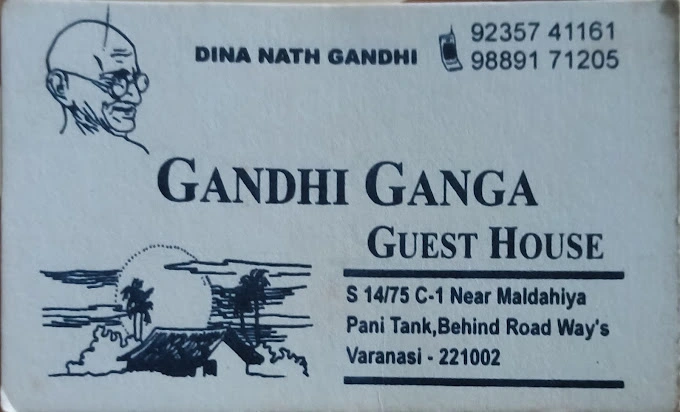 DINA NATH GANDHI
92357 41161
98891 71205
GANDHI GANGA
GUEST HOUSE
S 14/75 C-1 Near Maldahiya
Pani Tank,Behind Road Way's
Varanasi - 221002